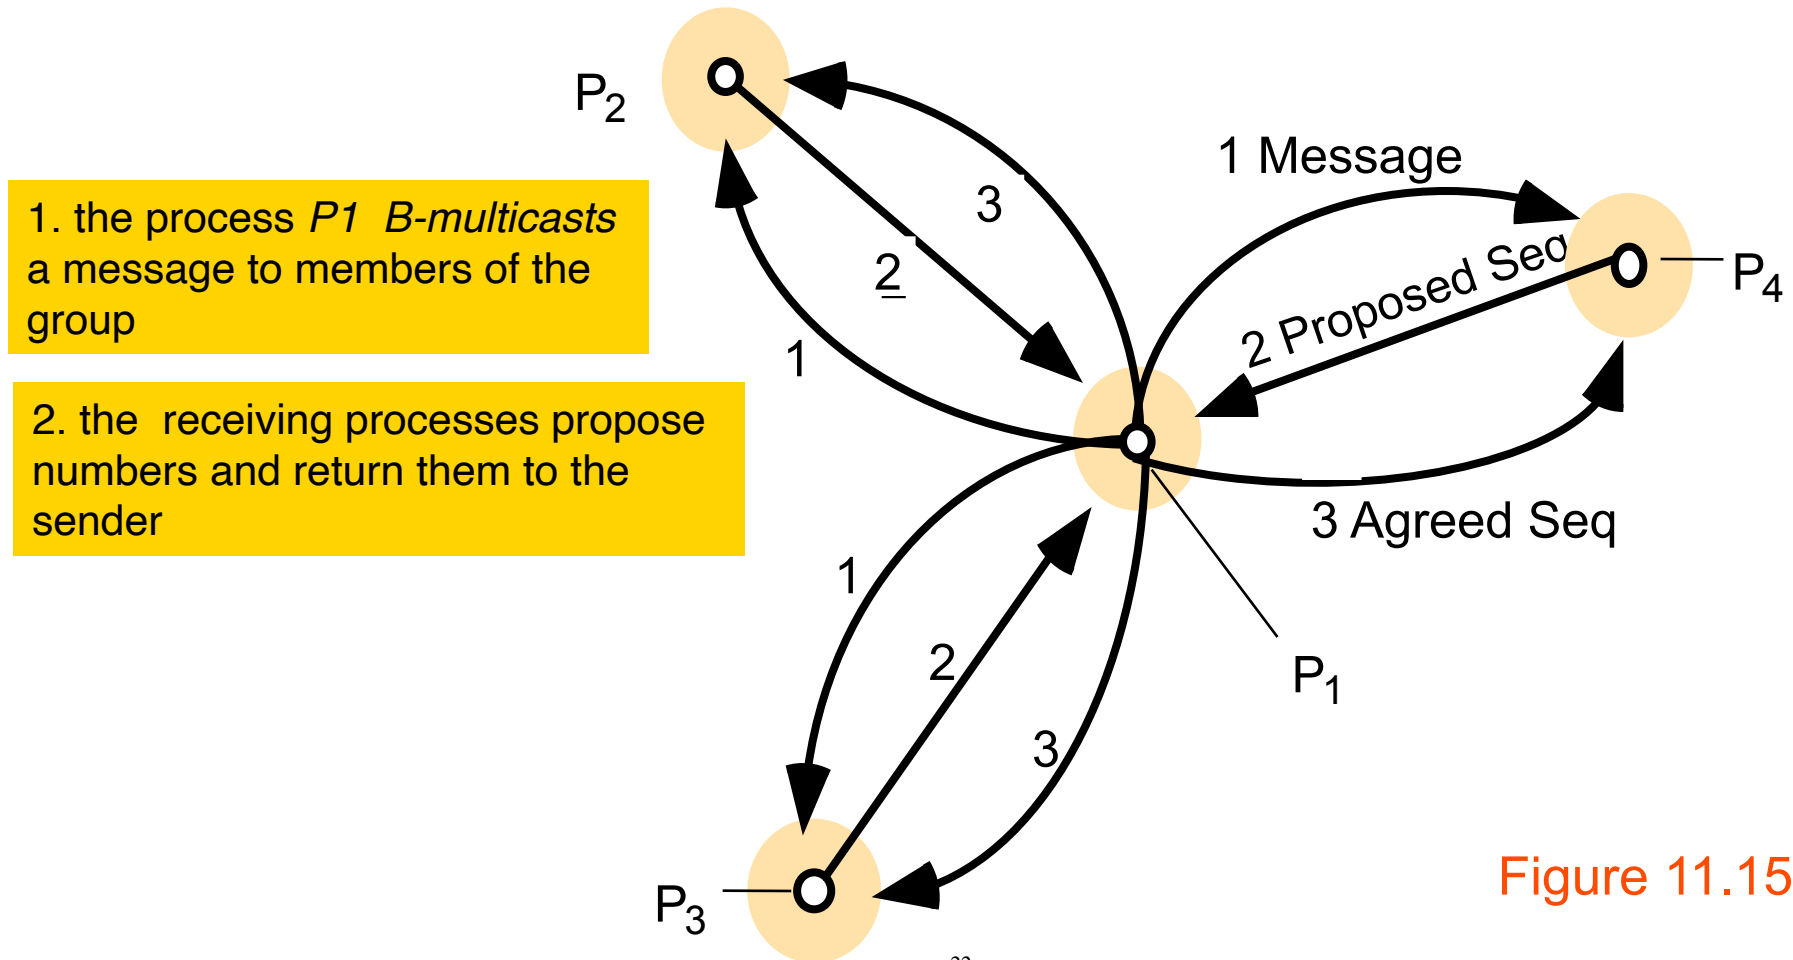 P2
1 Message
3
1. the process P1 B-multicasts
a message to members of the
group
2
2 Proposed Seq
P4
1
2. the receiving processes propose
numbers and return them to the
sender
3 Agreed Seq
1
2
P1
3
Figure 11.15
P3